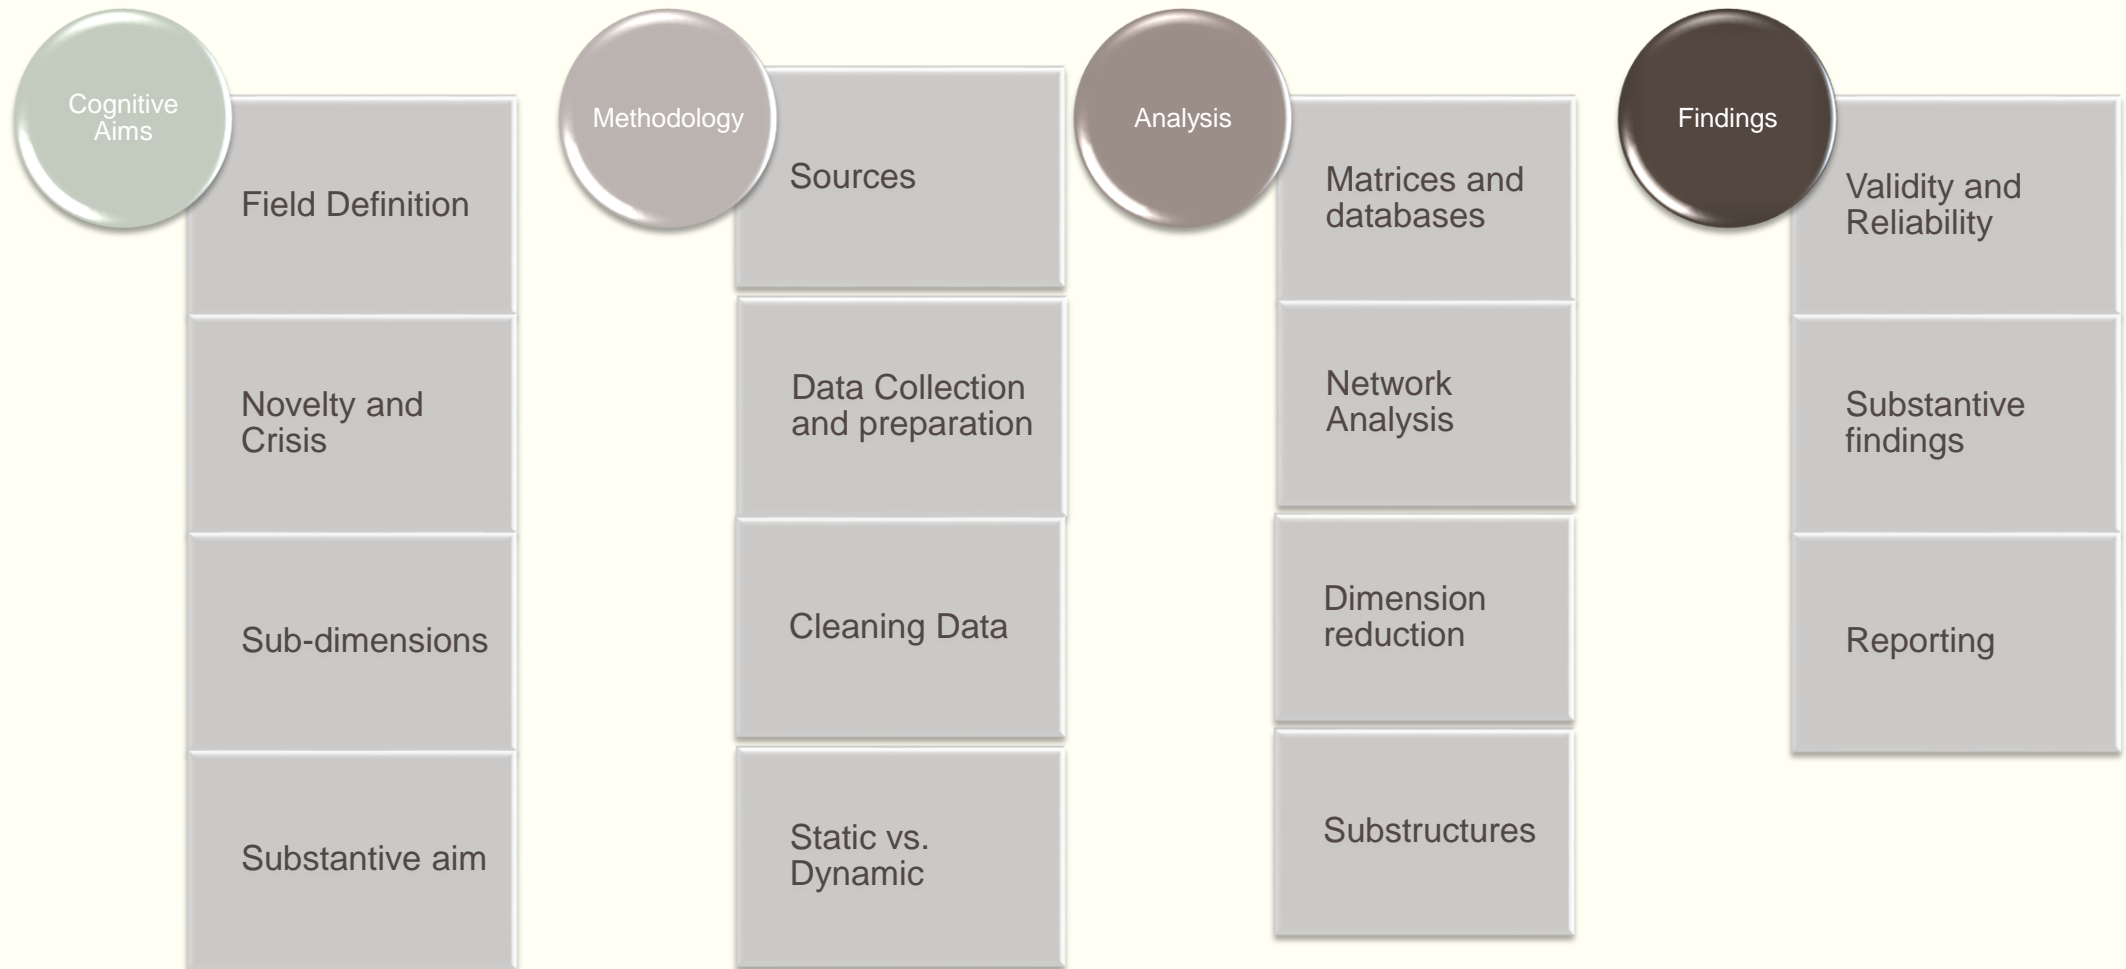 Cognitive
Aims
Field Definition
Novelty and
Crisis
Sub-dimensions
Substantive aim
Methodology
Sources
Data Collection
and preparation
Cleaning Data
Static vs.
Dynamic
Analysis
Matrices and
databases
Network
Analysis
Dimension
reduction
Substructures
Findings
Validity and
Reliability
Substantive
findings
Reporting